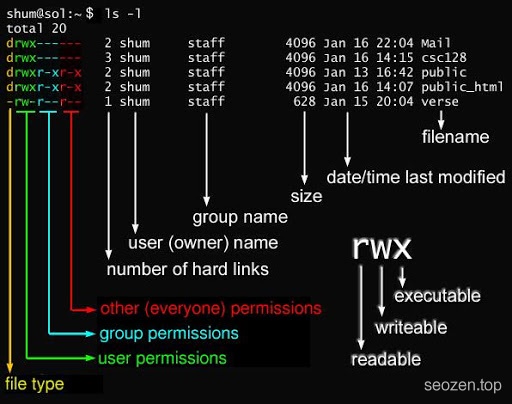 shum@sol:~$ ls -l
total 20
drwx------ 2 shum staff 4096 Jan 16 22:04 Mail
drwx------ 3 shum staff 4096 Jan 16 14:15 csc128
drwxr-xr-x 2 shum staff 4096 Jan 13 16:42 public
drwxr-xr-x 2 shum staff 4096 Jan 16 14:07 public_html
-rw-r--r-- 1 shum staff 628 Jan 15 20:04 verse
filename
date/time last modified
size
group name
user (owner) name
number of hard links
rwx
executable
other (everyone) permissions
writeable
group permissions
readable
user permissions
file type
seozen.top